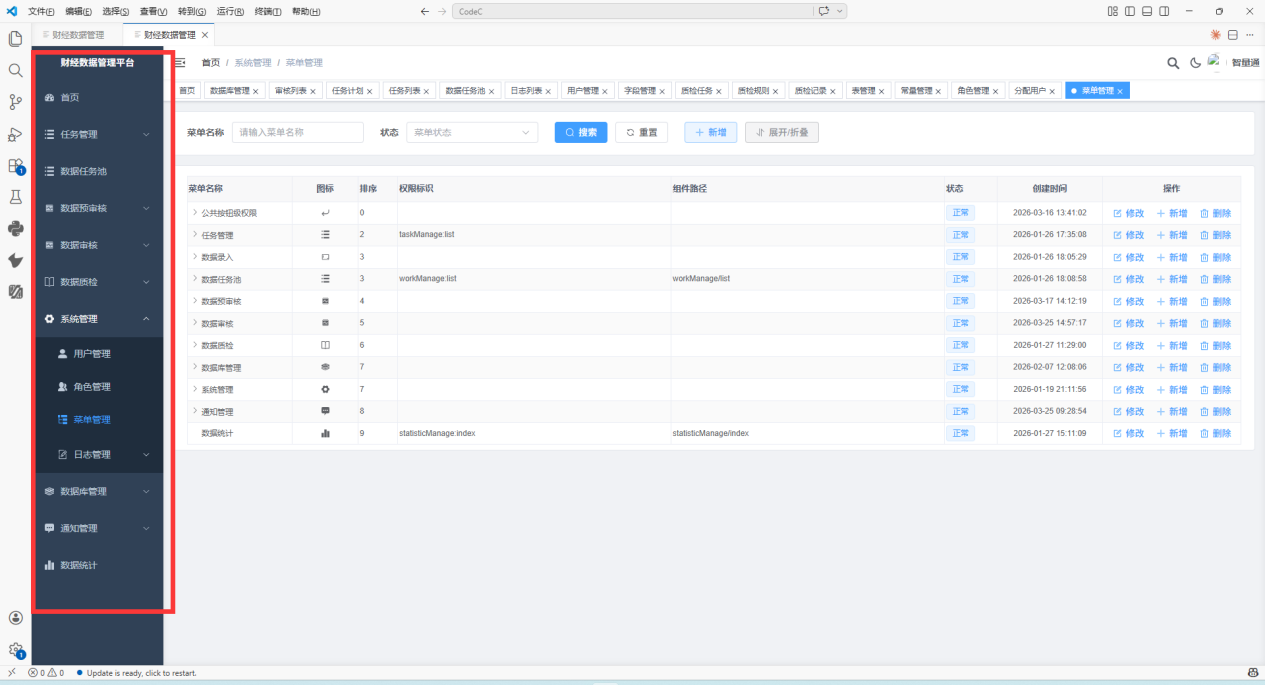 文件(F) 编辑(E) 选择(S) 查看(V) 转到(G) 运行(R) 终端(T) 帮助(H) CodeC
财经数据管理 财经数据管理
财经数据管理平台
首页
任务管理
数据任务池
数据预审核
数据审核
数据质检
系统管理
用户管理
角色管理
菜单管理
日志管理
数据库管理
通知管理
数据统计
首页 / 系统管理 / 菜单管理 智量通
首页 数据库管理 审核列表 任务计划 任务列表 数据任务池 日志列表 用户管理 字段管理 质检任务 质检规则 质检记录 表管理 常量管理 角色管理 分配用户 菜单管理
菜单名称 请输入菜单名称 状态 菜单状态 搜索 重置 新增 展开/折叠
菜单名称 图标 排序 权限标识 组件路径 状态 创建时间 操作
公共按钮级权限 0 正常 2026-03-16 13:41:02 修改 新增 删除
任务管理 2 taskManage:list 正常 2026-01-26 17:35:08 修改 新增 删除
数据录入 3 正常 2026-01-26 18:05:29 修改 新增 删除
数据任务池 3 workManage:list workManage/list 正常 2026-01-26 18:08:58 修改 新增 删除
数据预审核 4 正常 2026-03-17 14:12:19 修改 新增 删除
数据审核 5 正常 2026-03-25 14:57:17 修改 新增 删除
数据质检 6 正常 2026-01-27 11:29:00 修改 新增 删除
数据库管理 7 正常 2026-02-07 12:08:06 修改 新增 删除
系统管理 7 正常 2026-01-19 21:11:56 修改 新增 删除
通知管理 8 正常 2026-03-25 09:28:54 修改 新增 删除
数据统计 9 statisticManage:index statisticManage/index 正常 2026-01-27 15:11:09 修改 新增 删除
1
1
0 0 Update is ready, click to restart.